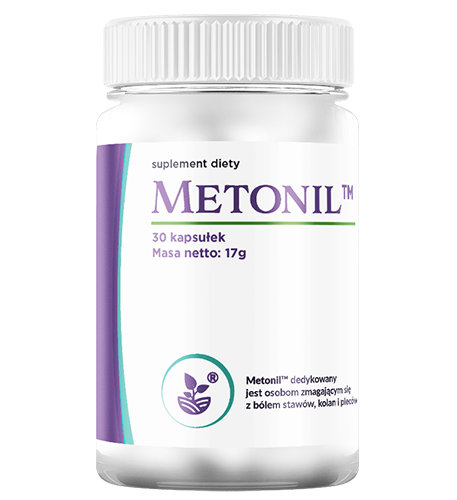 suplement diety
METONIL™
30 kapsułek
Masa netto: 17g
®
Metonil™ dedykowany
jest osobom zmagającym się
z bólem stawów, kolan i pleców